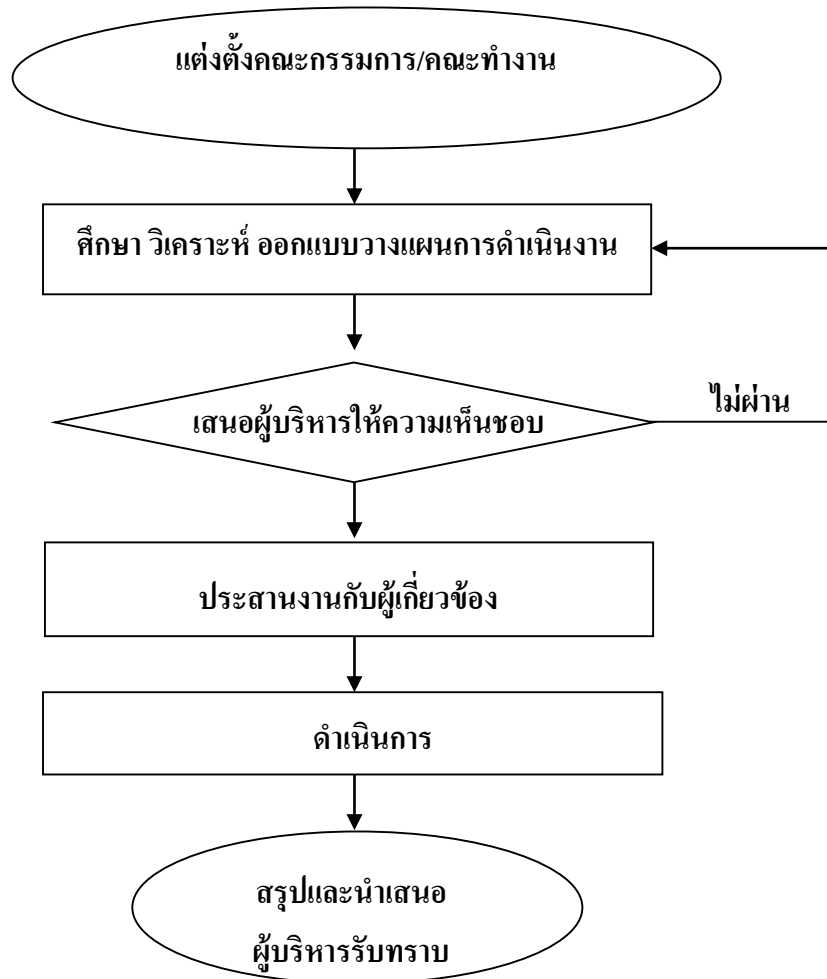 แต่งตั้งคณะกรรมการ/คณะทำงาน
ศึกษา วิเคราะห์ ออกแบบวางแผนการดำเนินงาน
เสนอผู้บริหารให้ความเห็นชอบ
ไม่ผ่าน
ประสานงานกับผู้เกี่ยวข้อง
ดำเนินการ
สรุปและนำเสนอ
ผู้บริหารรับทราบ